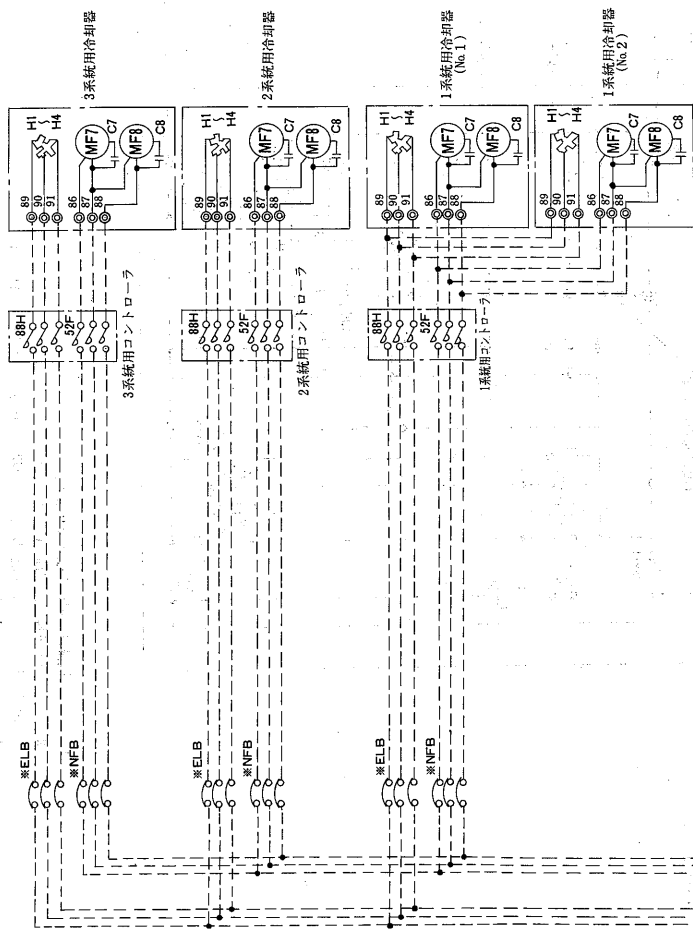 3系統用冷却器
H1
~
H4
89
90
91
86
87
88
MF7
C7
MF8
C8
88H
52F
3系統用コントローラ
※ELB
※NFB
2系統用冷却器
H1
~
H4
89
90
91
86
87
88
MF7
C7
MF8
C8
88H
52F
2系統用コントローラ
※ELB
※NFB
1系統用冷却器
(No.1)
H1
~
H4
89
90
91
86
87
88
MF7
C7
MF8
C8
88H
52F
1系統用コントローラ
※ELB
※NFB
1系統用冷却器
(No.2)
H1
~
H4
89
90
91
86
87
88
MF7
C7
MF8
C8